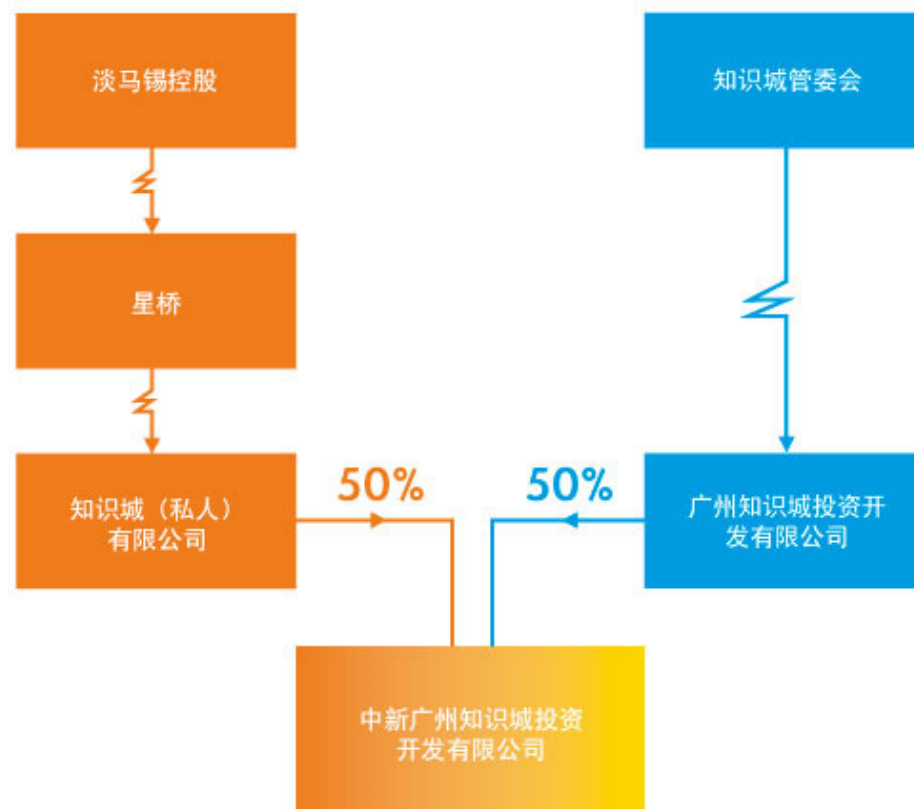 淡马锡控股
知识城管委会
星桥
50%
50%
知识城（私人）
有限公司
广州知识城投资开
发有限公司
中新广州知识城投资
开发有限公司